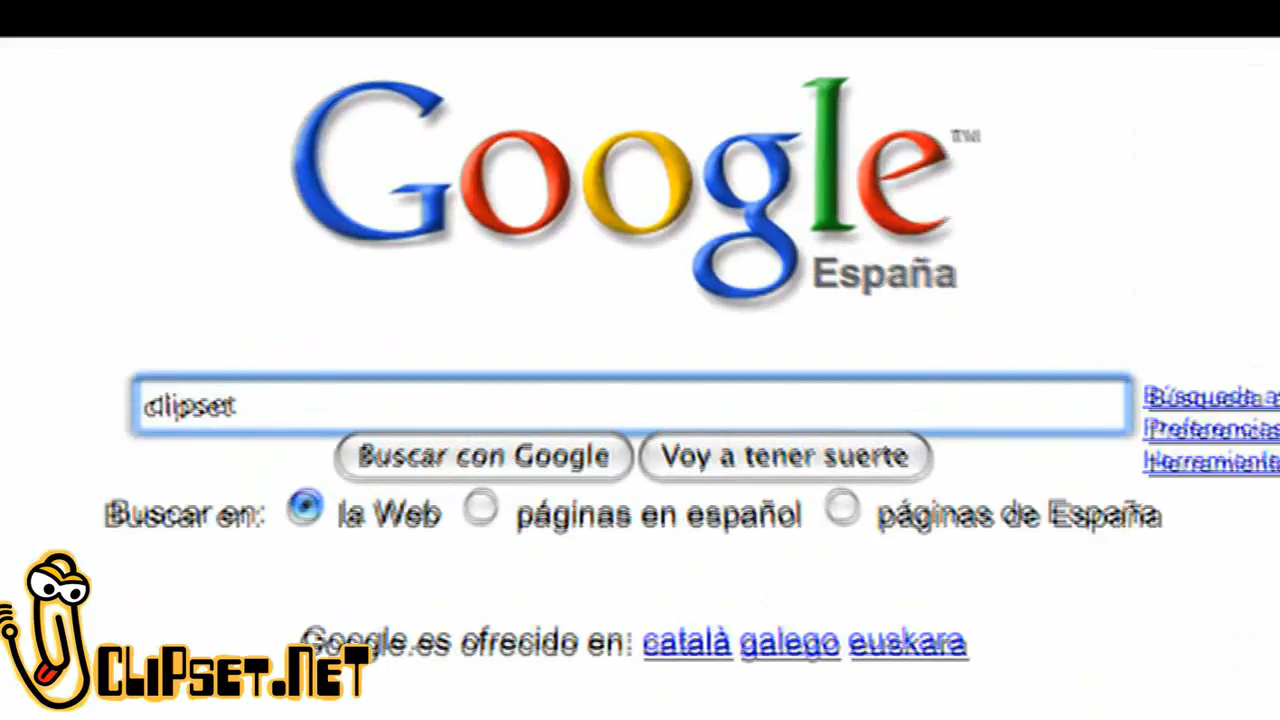 Google™
España
clipset
Búsqueda
Preferencias
Herramienta
Buscar con Google Voy a tener suerte
Buscar en: la Web páginas en español páginas de España
Google.es ofrecido en: català galego euskara
CLIPSET.NET